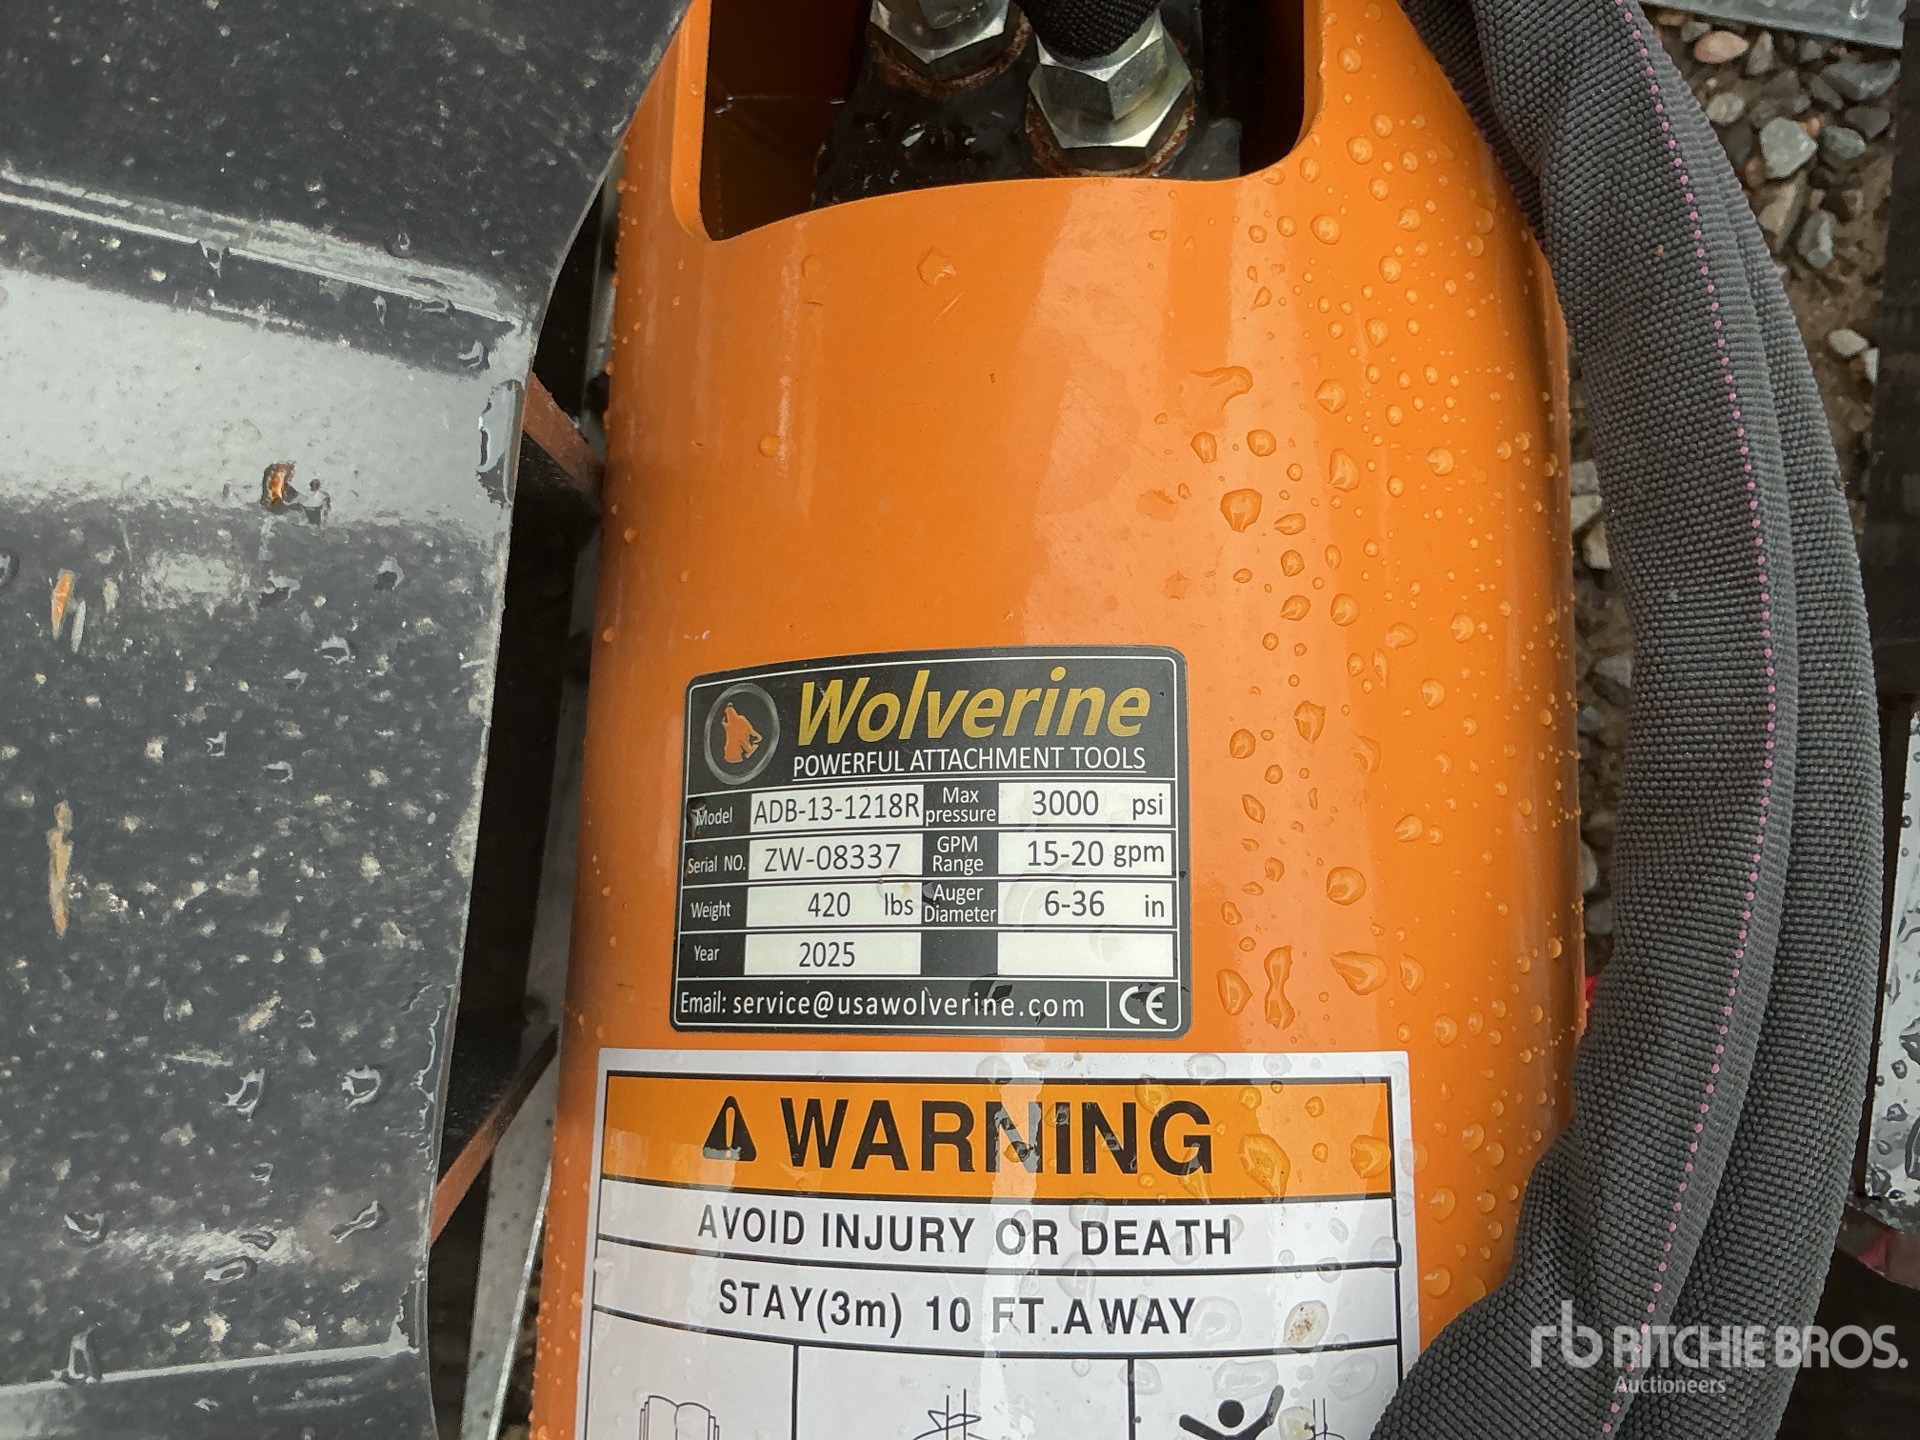 Wolverine
POWERFUL ATTACHMENT TOOLS
Model ADB-13-1218R Max pressure 3000 psi
Serial NO. ZW-08337 GPM Range 15-20 gpm
Weight 420 lbs Auger Diameter 6-36 in
Year 2025
Email: service@usawolverine.com CE
WARNING
AVOID INJURY OR DEATH
STAY(3m) 10 FT.AWAY
rb RITCHIE BROS.
Auctioneers